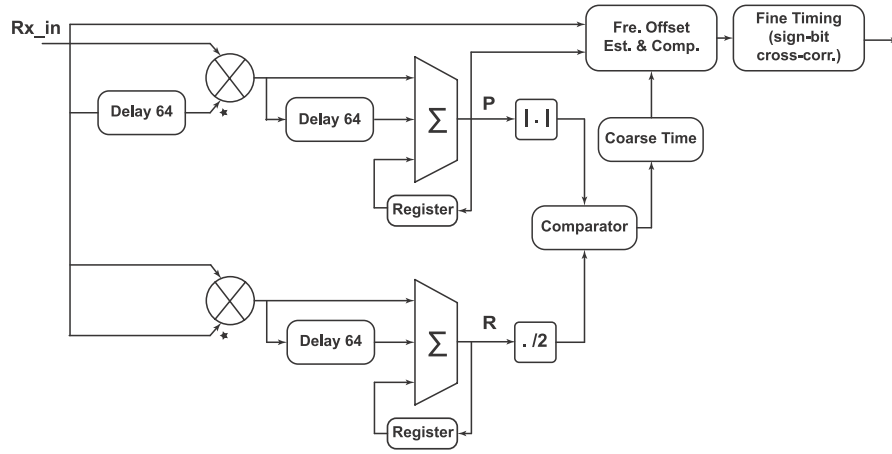 Rx_in
Fre. Offset
Est. & Comp.
Fine Timing
(sign-bit
cross-corr.)
Delay 64
*
Delay 64
Σ
P
| . |
Coarse Time
Register
Comparator
*
Delay 64
Σ
R
. /2
Register